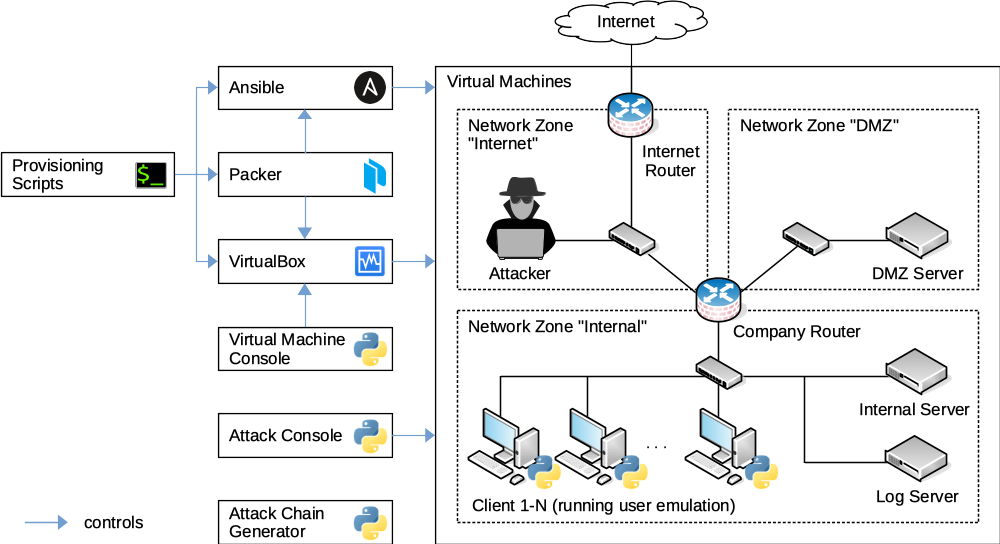 Internet
Ansible
Virtual Machines
Network Zone
"Internet"
Network Zone "DMZ"
Internet
Router
Provisioning
Scripts
$_
Packer
VirtualBox
Attacker
DMZ Server
Virtual Machine
Console
Network Zone "Internal"
Company Router
Internal Server
Attack Console
...
Client 1-N (running user emulation)
Log Server
Attack Chain
Generator
controls